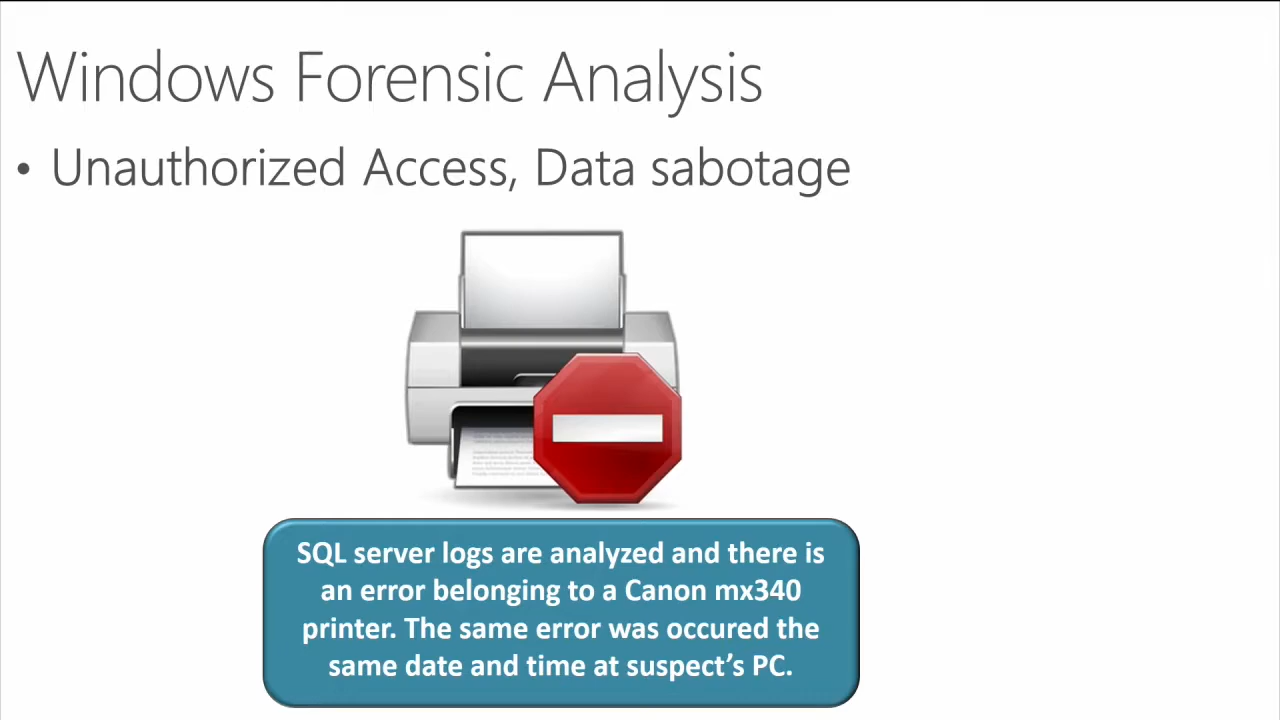 Windows Forensic Analysis
• Unauthorized Access, Data sabotage
SQL server logs are analyzed and there is
an error belonging to a Canon mx340
printer. The same error was occured the
same date and time at suspect’s PC.